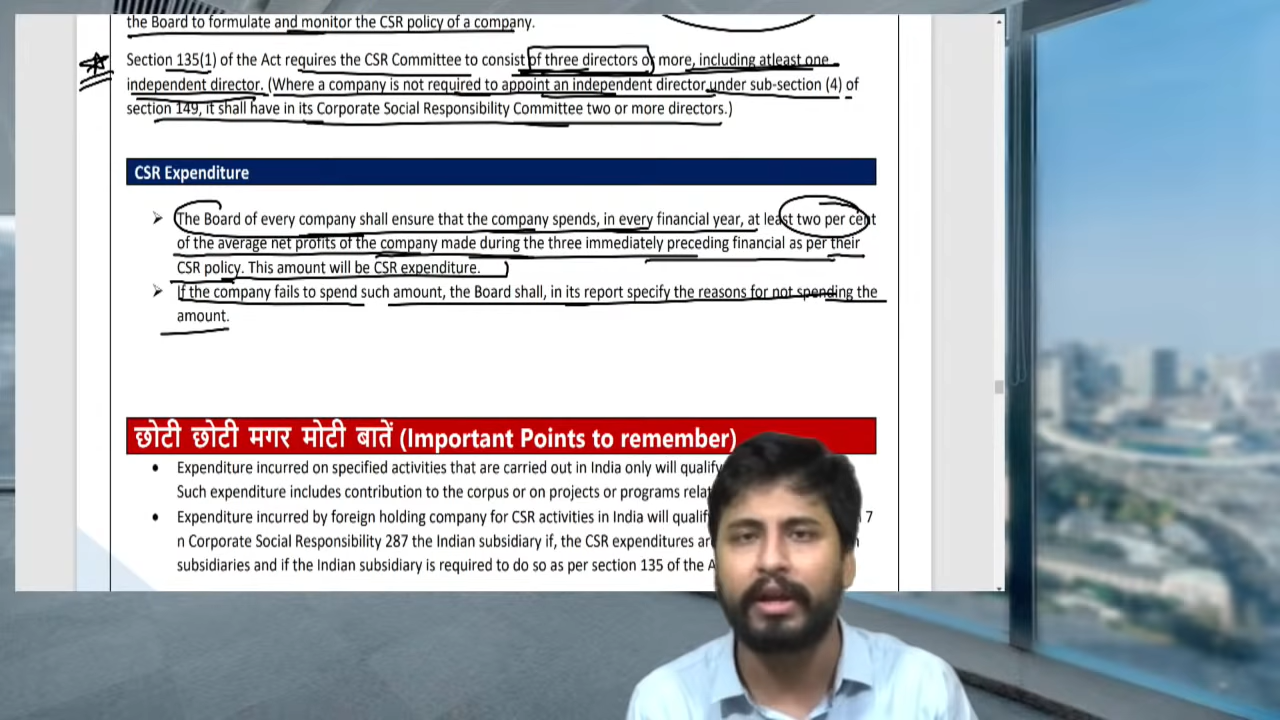 the Board to formulate and monitor the CSR policy of a company.
Section 135(1) of the Act requires the CSR Committee to consist of three directors or more, including atleast one
independent director. (Where a company is not required to appoint an independent director under sub-section (4) of
section 149, it shall have in its Corporate Social Responsibility Committee two or more directors.)
CSR Expenditure
➢ The Board of every company shall ensure that the company spends, in every financial year, at least two per cent
of the average net profits of the company made during the three immediately preceding financial as per their
CSR policy. This amount will be CSR expenditure.
➢ If the company fails to spend such amount, the Board shall, in its report specify the reasons for not spending the
amount.
छोटी छोटी मगर मोटी बातें (Important Points to remember)
• Expenditure incurred on specified activities that are carried out in India only will qualify
Such expenditure includes contribution to the corpus or on projects or programs
• Expenditure incurred by foreign holding company for CSR activities in India will 7
n Corporate Social Responsibility 287 the Indian subsidiary if, the CSR expenditures
subsidiaries and if the Indian subsidiary is required to do so as per section 135 of the